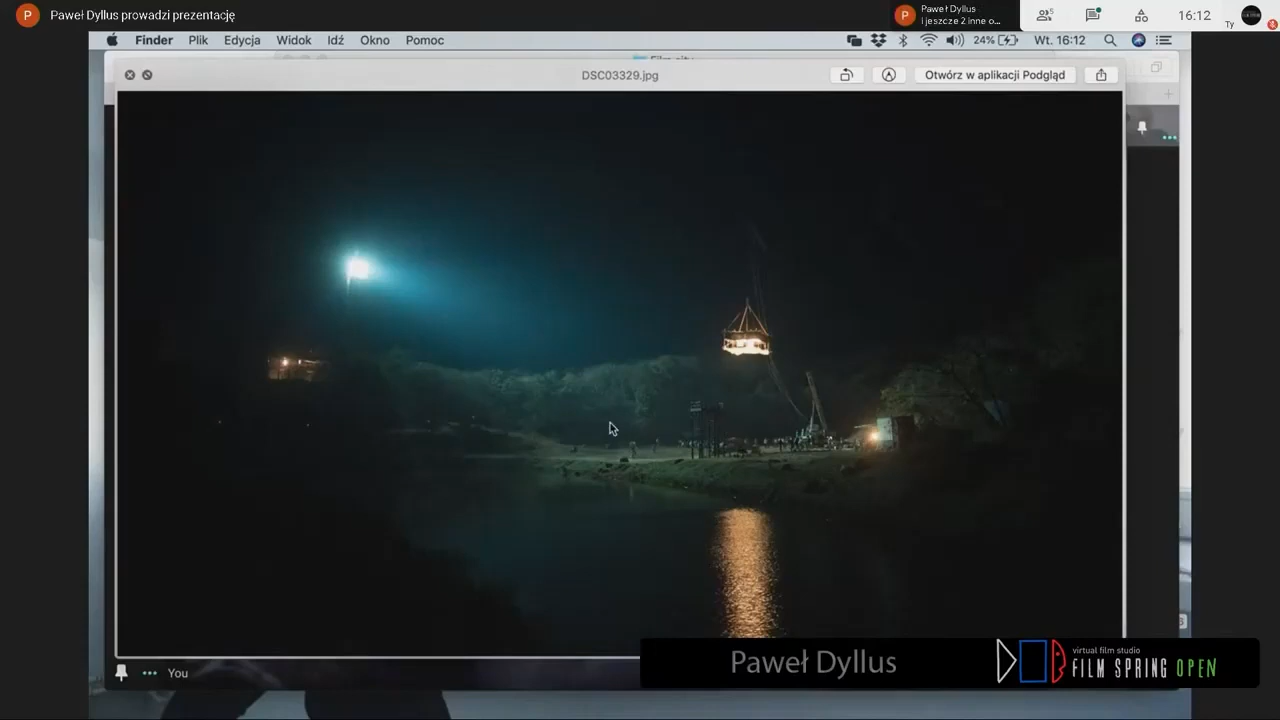 P Paweł Dyllus prowadzi prezentację
P Paweł Dyllus
i jeszcze 2 inne o...
5
16:12
Ty
Finder Plik Edycja Widok Idź Okno Pomoc
24% Wt. 16:12
DSC03329.jpg
Otwórz w aplikacji Podgląd
You
Paweł Dyllus
virtual film studio
FILM SPRING OPEN